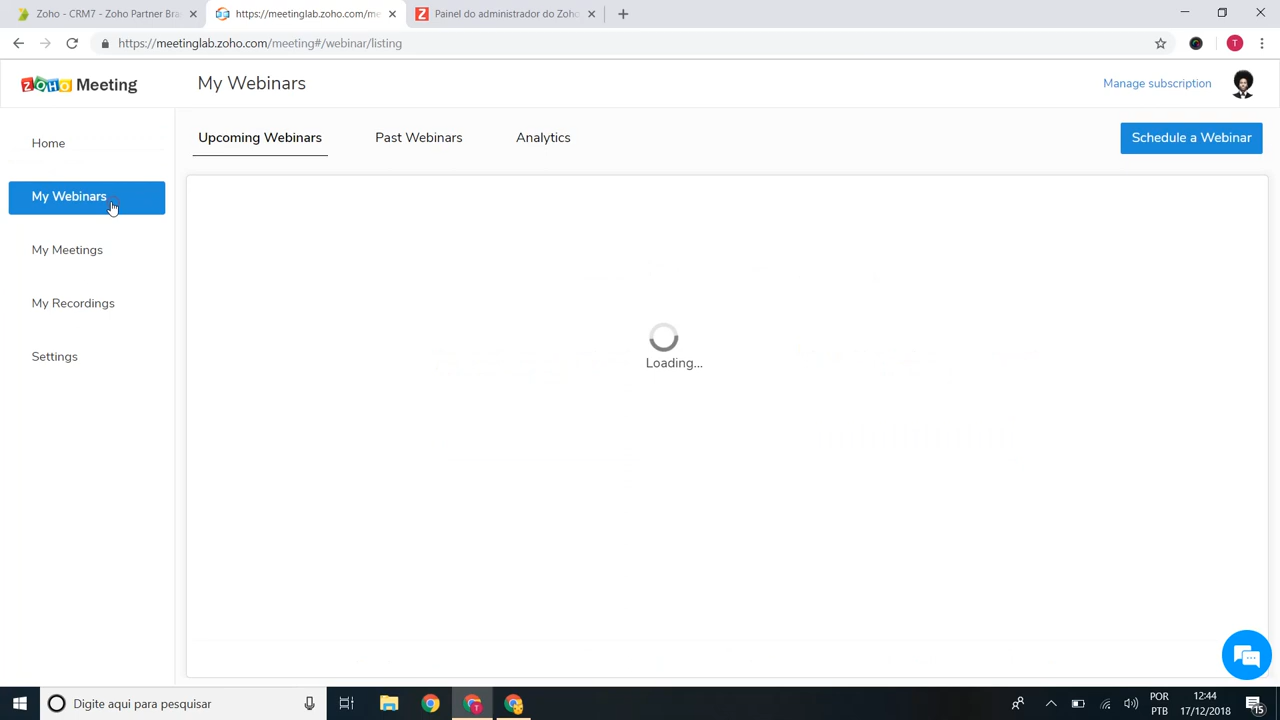 Zoho - CRM7 - Zoho Partner Bra
https://meetinglab.zoho.com/me
Painel do administrador do Zoho
https://meetinglab.zoho.com/meeting#/webinar/listing
T
ZOHO Meeting
My Webinars
Manage subscription
Home
My Webinars
My Meetings
My Recordings
Settings
Upcoming Webinars
Past Webinars
Analytics
Schedule a Webinar
Loading...
Digite aqui para pesquisar
POR
PTB
12:44
17/12/2018
15